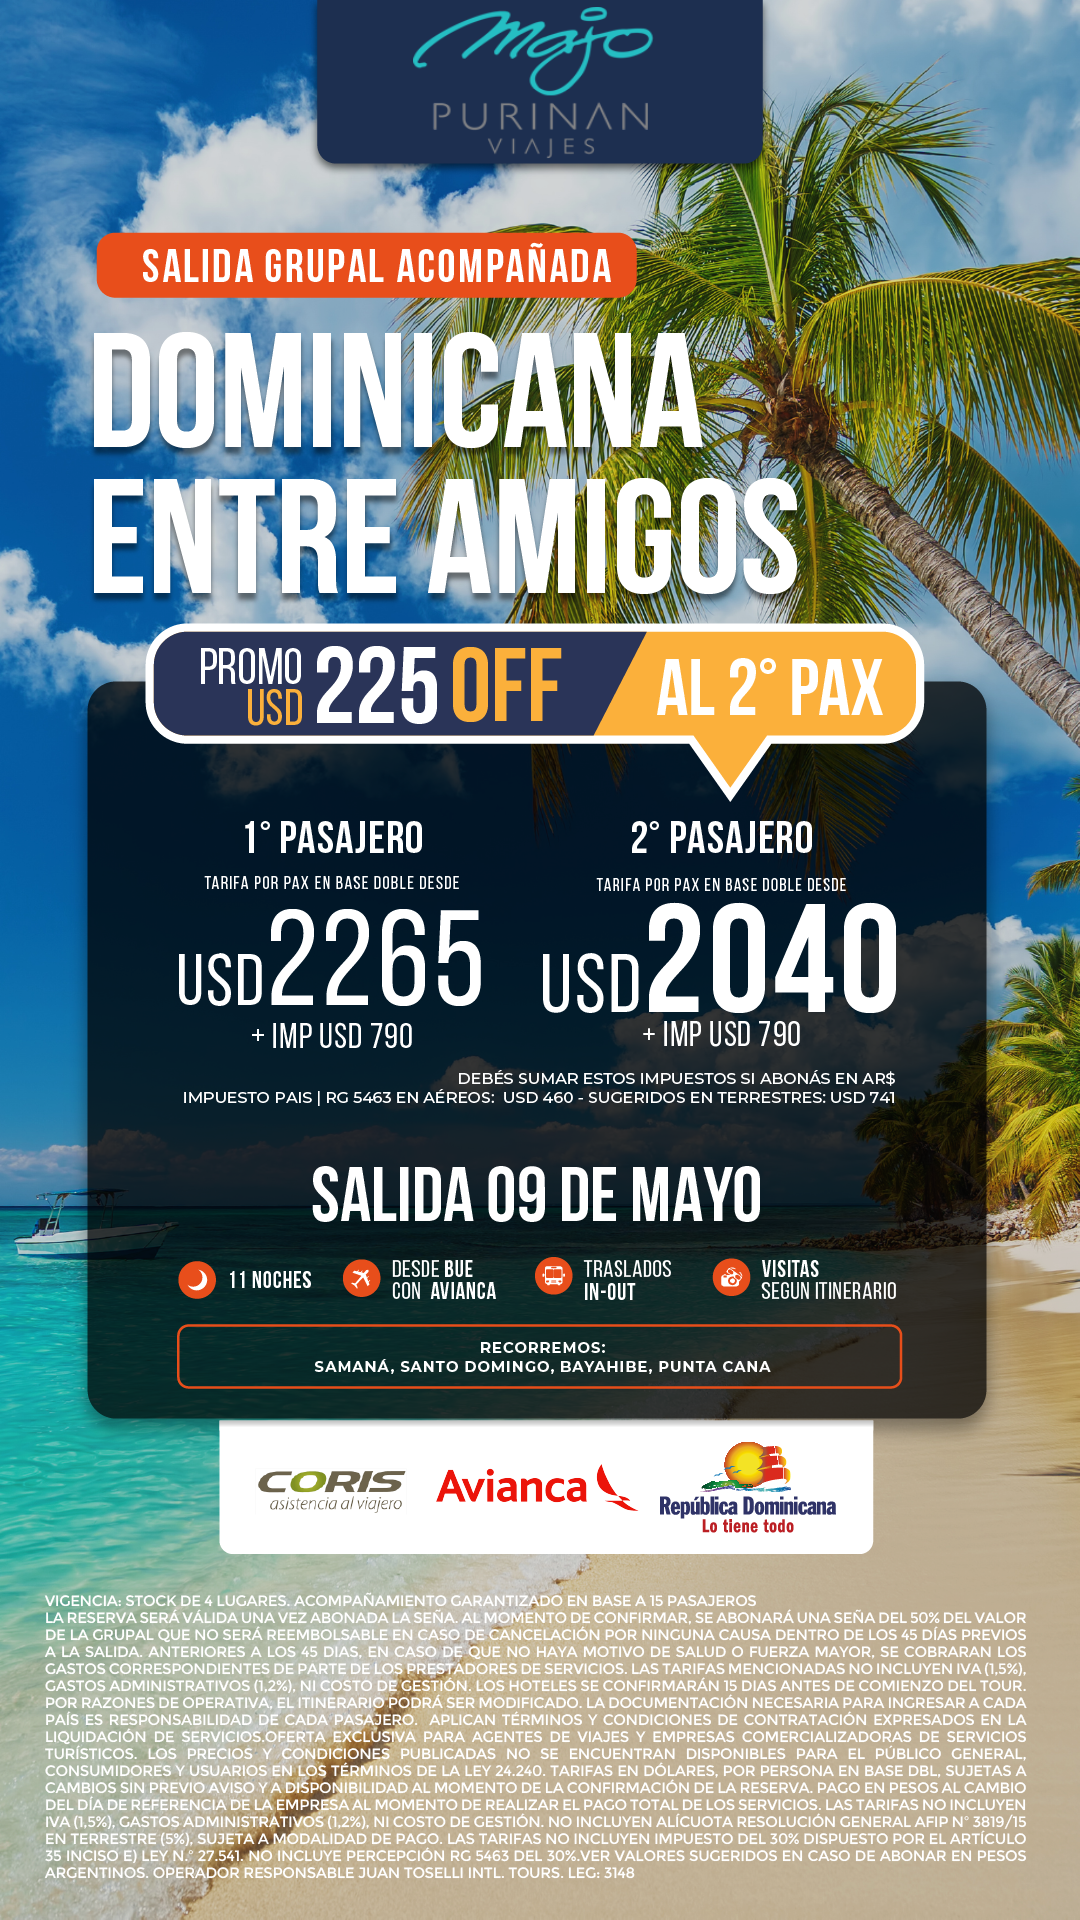 Majo
PURINAN
VIAJES
SALIDA GRUPAL ACOMPAÑADA
DOMINICANA
ENTRE AMIGOS
PROMO USD 225 OFF AL 2° PAX
1° PASAJERO
TARIFA POR PAX EN BASE DOBLE DESDE
USD 2265
+ IMP USD 790
2° PASAJERO
TARIFA POR PAX EN BASE DOBLE DESDE
USD 2040
+ IMP USD 790
DEBÉS SUMAR ESTOS IMPUESTOS SI ABONÁS EN AR$
IMPUESTO PAIS | RG 5463 EN AÉREOS: USD 460 - SUGERIDOS EN TERRESTRES: USD 741
SALIDA 09 DE MAYO
11 NOCHES
DESDE BUE
CON AVIANCA
TRASLADOS
IN-OUT
VISITAS
SEGUN ITINERARIO
RECORREMOS:
SAMANÁ, SANTO DOMINGO, BAYAHIBE, PUNTA CANA
CORIS
asistencia al viajero
Avianca
República Dominicana
Lo tiene todo
VIGENCIA: STOCK DE 4 LUGARES. ACOMPAÑAMIENTO GARANTIZADO EN BASE A 15 PASAJEROS
LA RESERVA SERÁ VÁLIDA UNA VEZ ABONADA LA SEÑA. AL MOMENTO DE CONFIRMAR, SE ABONARÁ UNA SEÑA DEL 50% DEL VALOR
DE LA GRUPAL QUE NO SERÁ REEMBOLSABLE EN CASO DE CANCELACIÓN POR NINGUNA CAUSA DENTRO DE LOS 45 DÍAS PREVIOS
A LA SALIDA. ANTERIORES A LOS 45 DIAS, EN CASO DE QUE NO HAYA MOTIVO DE SALUD O FUERZA MAYOR, SE COBRARAN LOS
GASTOS CORRESPONDIENTES DE PARTE DE LOS PRESTADORES DE SERVICIOS. LAS TARIFAS MENCIONADAS NO INCLUYEN IVA (1,5%),
GASTOS ADMINISTRATIVOS (1,2%), NI COSTO DE GESTIÓN. LOS HOTELES SE CONFIRMARÁN 15 DIAS ANTES DE COMIENZO DEL TOUR.
POR RAZONES DE OPERATIVA, EL ITINERARIO PODRÁ SER MODIFICADO. LA DOCUMENTACIÓN NECESARIA PARA INGRESAR A CADA
PAÍS ES RESPONSABILIDAD DE CADA PASAJERO. APLICAN TÉRMINOS Y CONDICIONES DE CONTRATACIÓN EXPRESADOS EN LA
LIQUIDACIÓN DE SERVICIOS.OFERTA EXCLUSIVA PARA AGENTES DE VIAJES Y EMPRESAS COMERCIALIZADORAS DE SERVICIOS
TURÍSTICOS. LOS PRECIOS Y CONDICIONES PUBLICADAS NO SE ENCUENTRAN DISPONIBLES PARA EL PÚBLICO GENERAL,
CONSUMIDORES Y USUARIOS EN LOS TÉRMINOS DE LA LEY 24.240. TARIFAS EN DÓLARES, POR PERSONA EN BASE DBL, SUJETAS A
CAMBIOS SIN PREVIO AVISO Y A DISPONIBILIDAD AL MOMENTO DE LA CONFIRMACIÓN DE LA RESERVA. PAGO EN PESOS AL CAMBIO
DEL DÍA DE REFERENCIA DE LA EMPRESA AL MOMENTO DE REALIZAR EL PAGO TOTAL DE LOS SERVICIOS. LAS TARIFAS NO INCLUYEN
IVA (1,5%), GASTOS ADMINISTRATIVOS (1,2%), NI COSTO DE GESTIÓN. NO INCLUYEN ALÍCUOTA RESOLUCIÓN GENERAL AFIP N° 3819/15
EN TERRESTRE (5%), SUJETA A MODALIDAD DE PAGO. LAS TARIFAS NO INCLUYEN IMPUESTO DEL 30% DISPUESTO POR EL ARTÍCULO
35 INCISO E) LEY N.º 27.541. NO INCLUYE PERCEPCIÓN RG 5463 DEL 30%.VER VALORES SUGERIDOS EN CASO DE ABONAR EN PESOS
ARGENTINOS. OPERADOR RESPONSABLE JUAN TOSELLI INTL. TOURS. LEG: 3148